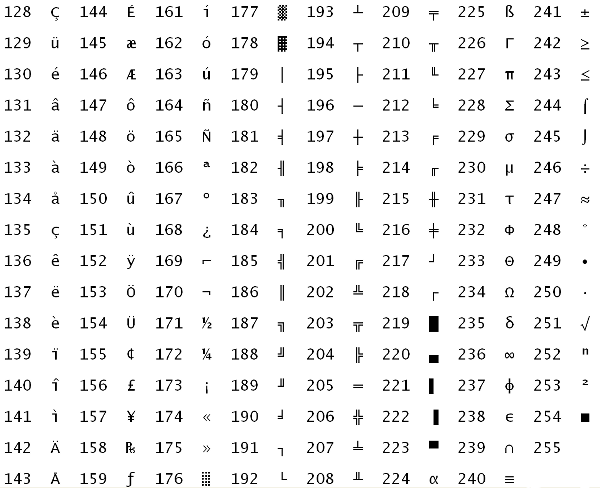 128 Ç 144 É 161 í 177 ▒ 193 ┴ 209 ╤ 225 ß 241 ±
129 ü 145 æ 162 ó 178 ▓ 194 ┬ 210 ╥ 226 Γ 242 ≥
130 é 146 Æ 163 ú 179 │ 195 ├ 211 ╙ 227 π 243 ≤
131 â 147 ô 164 ñ 180 ┤ 196 ─ 212 ╘ 228 Σ 244 ⌠
132 ä 148 ö 165 Ñ 181 ╡ 197 ┼ 213 ╒ 229 σ 245 ⌡
133 à 149 ò 166 ª 182 ╢ 198 ╞ 214 ╓ 230 µ 246 ÷
134 å 150 û 167 º 183 ╖ 199 ╟ 215 ╫ 231 τ 247 ≈
135 ç 151 ù 168 ¿ 184 ╕ 200 ╚ 216 ╪ 232 Φ 248 °
136 ê 152 ÿ 169 ⌐ 185 ╣ 201 ╔ 217 ┘ 233 Θ 249 •
137 ë 153 Ö 170 ¬ 186 ║ 202 ╩ 218 ┌ 234 Ω 250 ·
138 è 154 Ü 171 ½ 187 ╗ 203 ╦ 219 █ 235 δ 251 √
139 ï 155 ¢ 172 ¼ 188 ╝ 204 ╠ 220 ▄ 236 ∞ 252 ⁿ
140 î 156 £ 173 ¡ 189 ╜ 205 ═ 221 ▌ 237 ϕ 253 ²
141 ì 157 ¥ 174 « 190 ╛ 206 ╬ 222 ▐ 238 ε 254 ■
142 Ä 158 ₧ 175 » 191 ┐ 207 ╧ 223 ▀ 239 ∩ 255
143 Å 159 ƒ 176 ░ 192 └ 208 ╨ 224 α 240 ≡